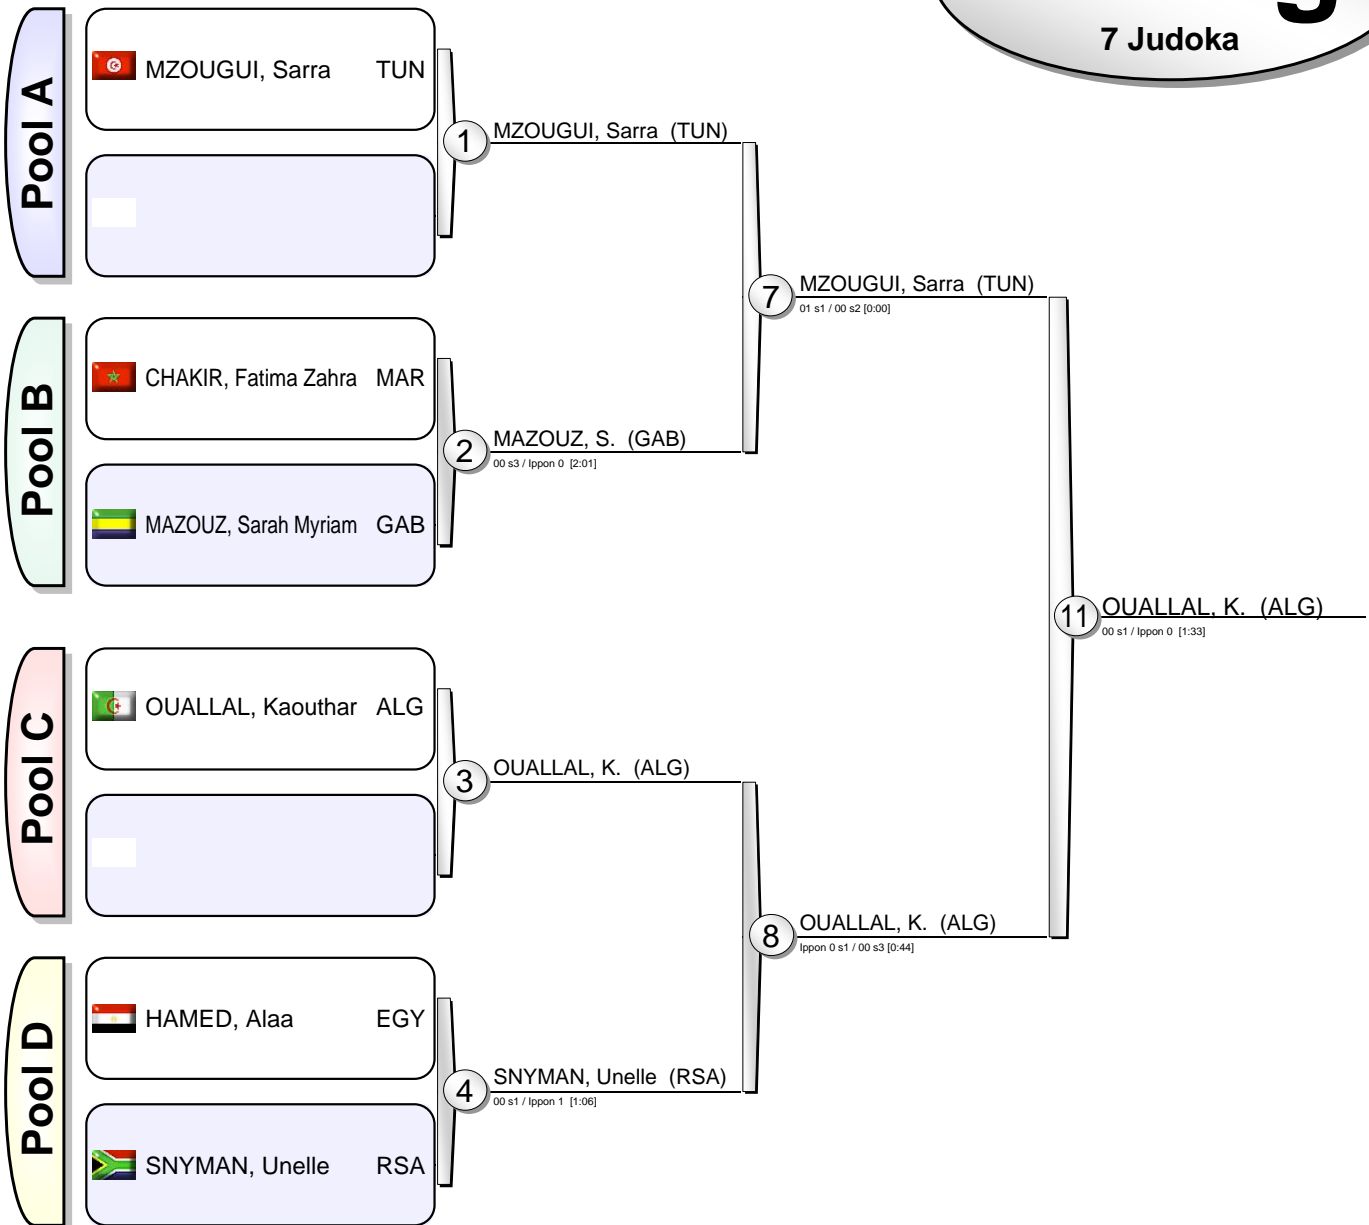 7 Judoka
Pool A
MZOUGUI, Sarra TUN
1
MZOUGUI, Sarra (TUN)
7
MZOUGUI, Sarra (TUN)
01 s1 / 00 s2 [0:00]
Pool B
CHAKIR, Fatima Zahra MAR
2
MAZOUZ, S. (GAB)
00 s3 / Ippon 0 [2:01]
MAZOUZ, Sarah Myriam GAB
11
OUALLAL, K. (ALG)
00 s1 / Ippon 0 [1:33]
Pool C
OUALLAL, Kaouthar ALG
3
OUALLAL, K. (ALG)
8
OUALLAL, K. (ALG)
Ippon 0 s1 / 00 s3 [0:44]
Pool D
HAMED, Alaa EGY
4
SNYMAN, Unelle (RSA)
00 s1 / Ippon 1 [1:06]
SNYMAN, Unelle RSA